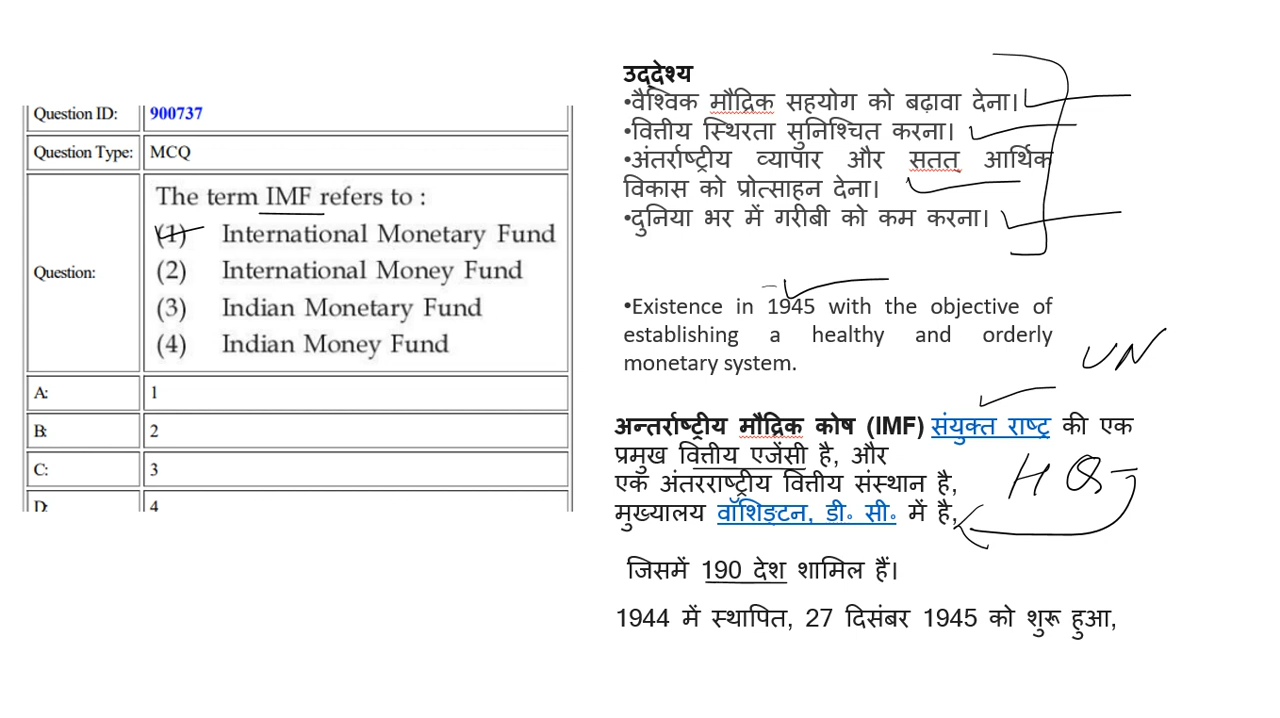 Question ID: 900737
Question Type: MCQ
Question:
The term IMF refers to :
(1) International Monetary Fund
(2) International Money Fund
(3) Indian Monetary Fund
(4) Indian Money Fund
A: 1
B: 2
C: 3
D: 4
उद्देश्य
•वैश्विक मौद्रिक सहयोग को बढ़ावा देना।
•वित्तीय स्थिरता सुनिश्चित करना।
•अंतर्राष्ट्रीय व्यापार और सतत् आर्थिक
विकास को प्रोत्साहन देना।
•दुनिया भर में गरीबी को कम करना।
•Existence in 1945 with the objective of
establishing a healthy and orderly
monetary system.
UN
अन्तर्राष्ट्रीय मौद्रिक कोष (IMF) संयुक्त राष्ट्र की एक
प्रमुख वित्तीय एजेंसी है, और
एक अंतरराष्ट्रीय वित्तीय संस्थान है,
HQ
मुख्यालय वॉशिङ्टन, डी॰ सी॰ में है,
जिसमें 190 देश शामिल हैं।
1944 में स्थापित, 27 दिसंबर 1945 को शुरू हुआ,